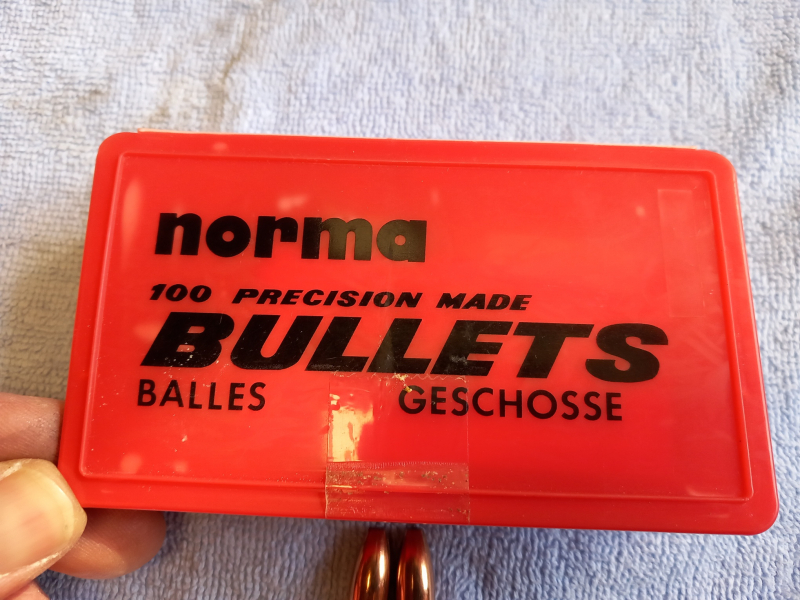 norma
100 PRECISION MADE
BULLETS
BALLES GESCHOSSE